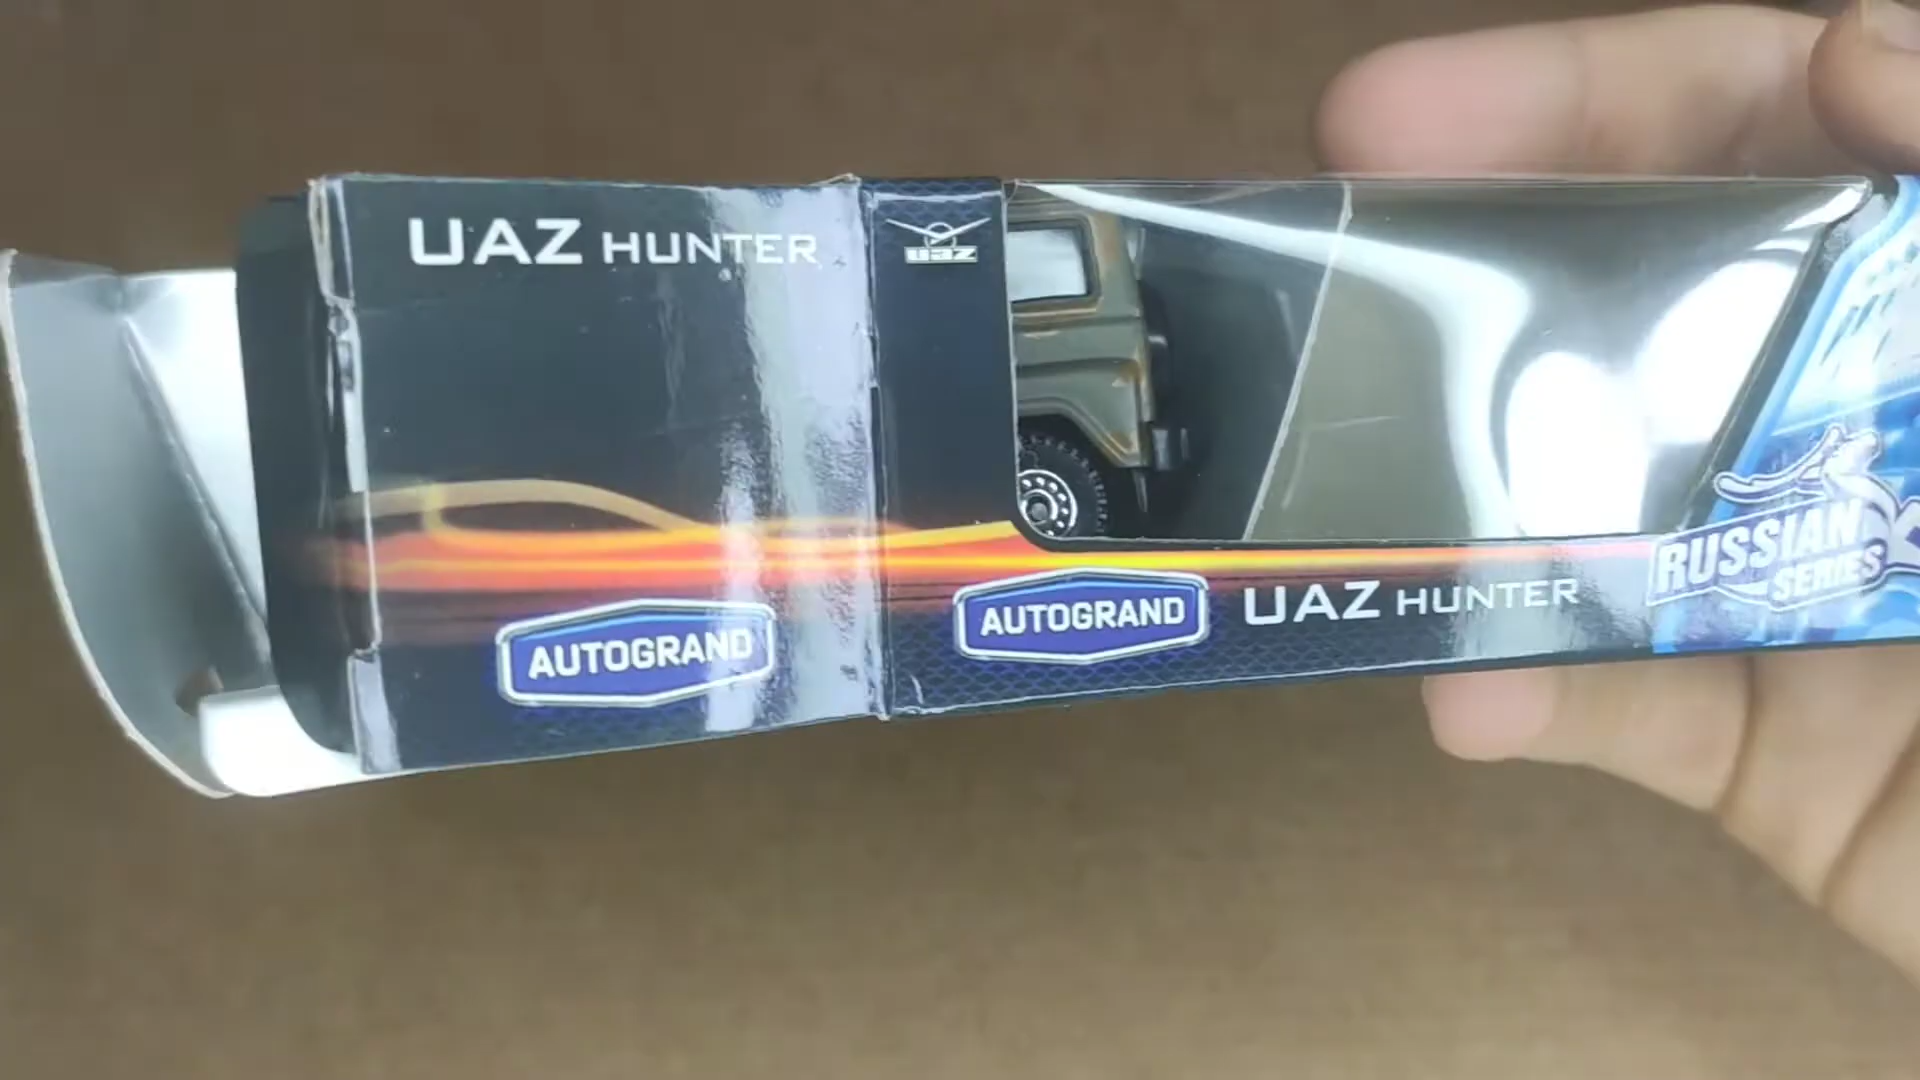 UAZ HUNTER
uaz
AUTOGRAND
AUTOGRAND
UAZ HUNTER
RUSSIAN
SERIES